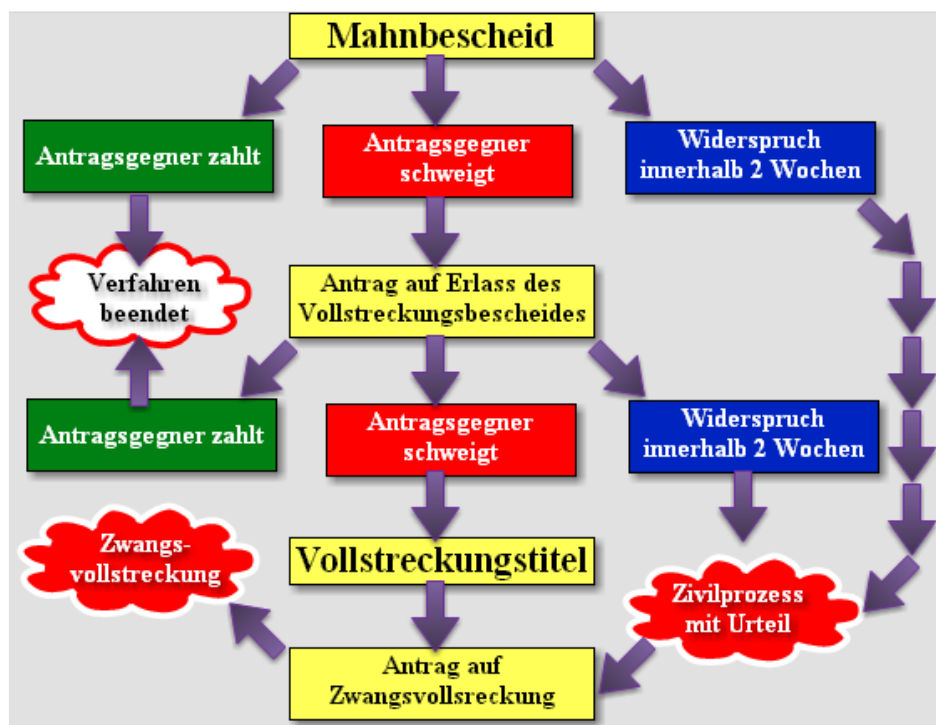 Mahnbescheid
Antragsgegner zahlt
Antragsgegner
schweigt
Widerspruch
innerhalb 2 Wochen
Verfahren
beendet
Antrag auf Erlass des
Vollstreckungsbescheides
Antragsgegner zahlt
Antragsgegner
schweigt
Widerspruch
innerhalb 2 Wochen
Zwangs-
vollstreckung
Vollstreckungstitel
Zivilprozess
mit Urteil
Antrag auf
Zwangsvollsreckung